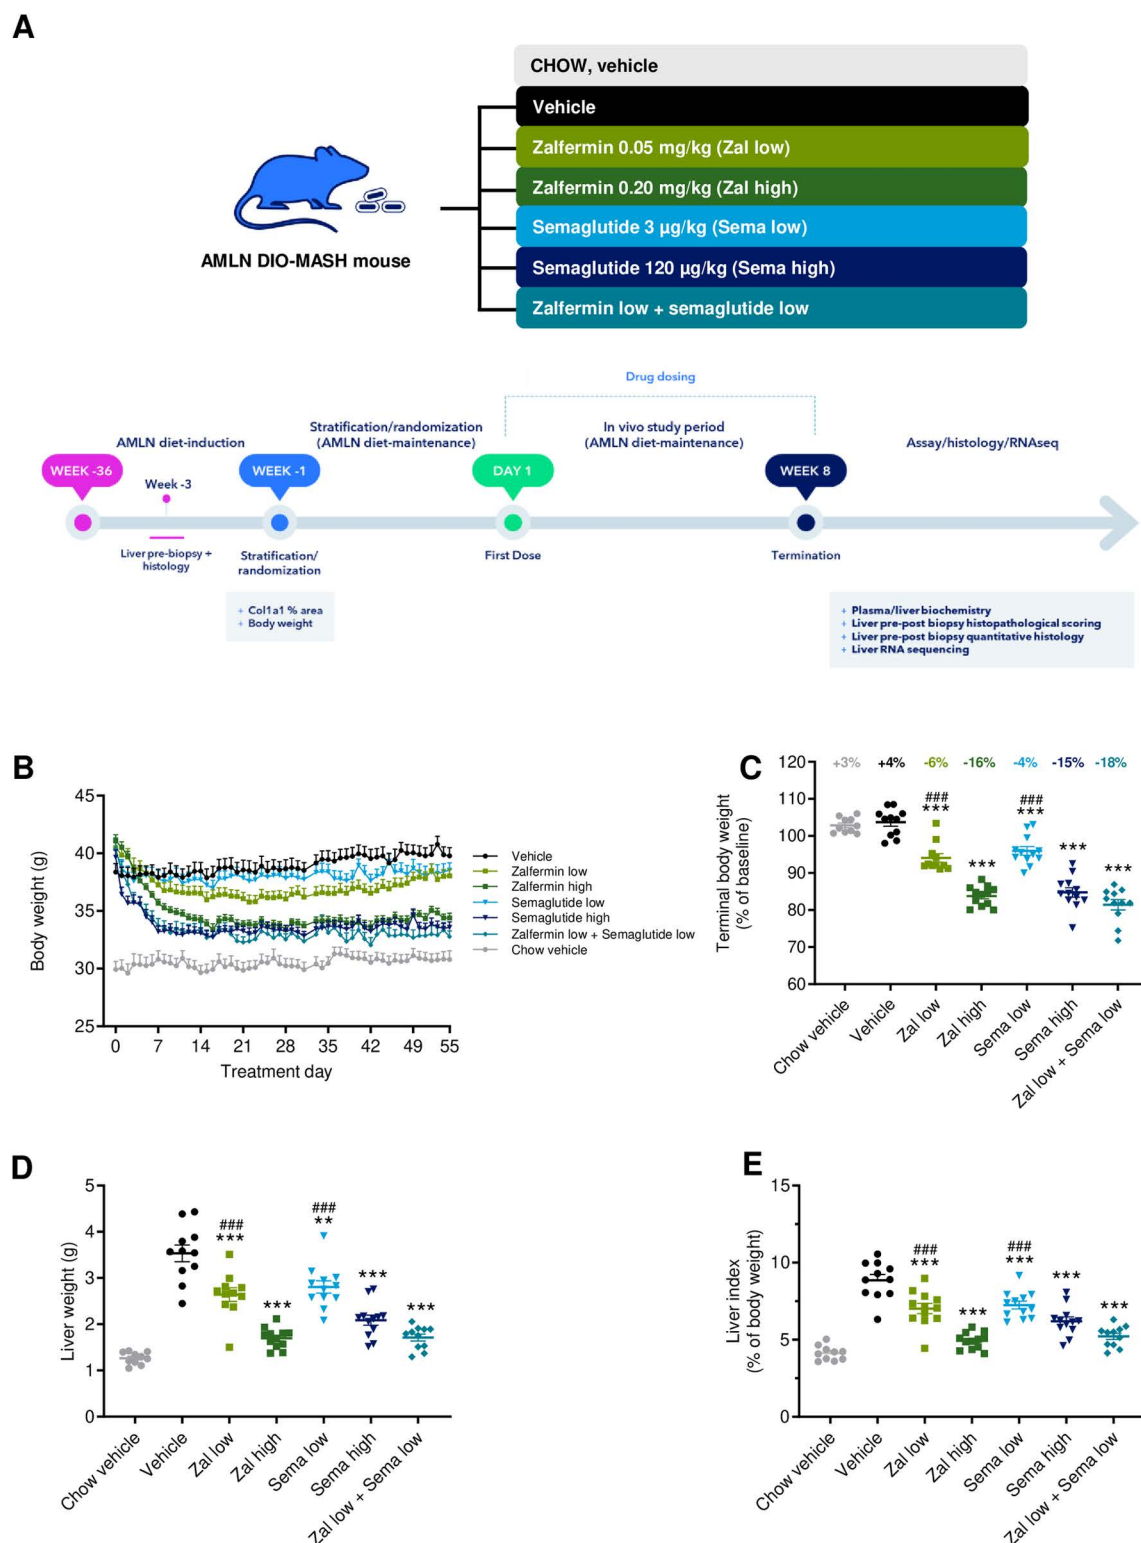 A
CHOW, vehicle
Vehicle
Zalfermin 0.05 mg/kg (Zal low)
Zalfermin 0.20 mg/kg (Zal high)
Semaglutide 3 µg/kg (Sema low)
Semaglutide 120 µg/kg (Sema high)
Zalfermin low + semaglutide low
AMLN DIO-MASH mouse
Drug dosing
AMLN diet-induction
Stratification/randomization
(AMLN diet-maintenance)
In vivo study period
(AMLN diet-maintenance)
Assay/histology/RNAseq
WEEK -36
Week -3
WEEK -1
DAY 1
WEEK 8
Liver pre-biopsy +
histology
Stratification/
randomization
First Dose
Termination
+ Col1a1 % area
+ Body weight
+ Plasma/liver biochemistry
+ Liver pre-post biopsy histopathological scoring
+ Liver pre-post biopsy quantitative histology
+ Liver RNA sequencing
B
Body weight (g)
45
40
35
30
25
0 7 14 21 28 35 42 49 55
Treatment day
Vehicle
Zalfermin low
Zalfermin high
Semaglutide low
Semaglutide high
Zalfermin low + Semaglutide low
Chow vehicle
C
Terminal body weight
(% of baseline)
120
110
100
90
80
70
60
+3% +4% -6% -16% -4% -15% -18%
### ###
*** *** *** *** ***
Chow vehicle
Vehicle
Zal low
Zal high
Sema low
Sema high
Zal low + Sema low
D
Liver weight (g)
5
4
3
2
1
0
### ###
*** *** ** *** ***
Chow vehicle
Vehicle
Zal low
Zal high
Sema low
Sema high
Zal low + Sema low
E
Liver index
(% of body weight)
15
10
5
0
### ###
*** *** *** *** ***
Chow vehicle
Vehicle
Zal low
Zal high
Sema low
Sema high
Zal low + Sema low